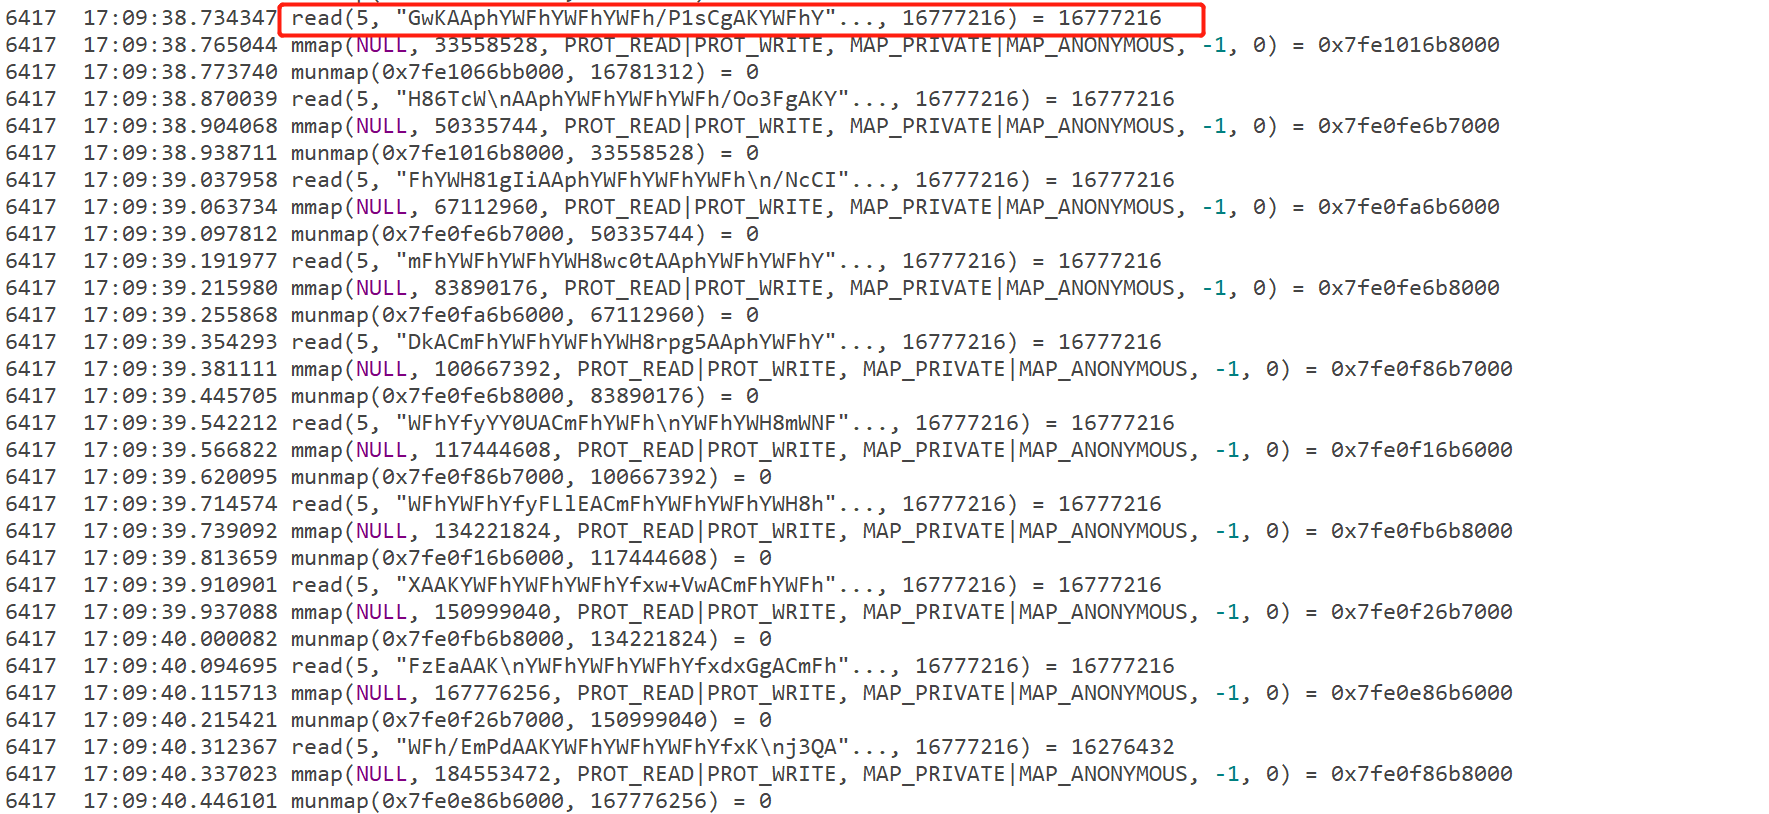 6417  17:09:38.734347 read(5, "GwKAAphYWFhYWFhYWFh/P1sCgAKYWFhY"..., 16777216) = 16777216
6417  17:09:38.765044 mmap(NULL, 33558528, PROT_READ|PROT_WRITE, MAP_PRIVATE|MAP_ANONYMOUS, -1, 0) = 0x7fe1016b8000
6417  17:09:38.773740 munmap(0x7fe1066bb000, 16781312) = 0
6417  17:09:38.870039 read(5, "H86TcW\nAAphYWFhYWFhYWFh/Oo3FgAKY"..., 16777216) = 16777216
6417  17:09:38.904068 mmap(NULL, 50335744, PROT_READ|PROT_WRITE, MAP_PRIVATE|MAP_ANONYMOUS, -1, 0) = 0x7fe0fe6b7000
6417  17:09:38.938711 munmap(0x7fe1016b8000, 33558528) = 0
6417  17:09:39.037958 read(5, "FhYWH81gIiAAphYWFhYWFhYWFh\n/NcCI"..., 16777216) = 16777216
6417  17:09:39.063734 mmap(NULL, 67112960, PROT_READ|PROT_WRITE, MAP_PRIVATE|MAP_ANONYMOUS, -1, 0) = 0x7fe0fa6b6000
6417  17:09:39.097812 munmap(0x7fe0fe6b7000, 50335744) = 0
6417  17:09:39.191977 read(5, "mFhYWFhYWFhYWH8wc0tAAphYWFhYWFhY"..., 16777216) = 16777216
6417  17:09:39.215980 mmap(NULL, 83890176, PROT_READ|PROT_WRITE, MAP_PRIVATE|MAP_ANONYMOUS, -1, 0) = 0x7fe0fe6b8000
6417  17:09:39.255868 munmap(0x7fe0fa6b6000, 67112960) = 0
6417  17:09:39.354293 read(5, "DkACmFhYWFhYWFhYWH8rpg5AAphYWFhY"..., 16777216) = 16777216
6417  17:09:39.381111 mmap(NULL, 100667392, PROT_READ|PROT_WRITE, MAP_PRIVATE|MAP_ANONYMOUS, -1, 0) = 0x7fe0f86b7000
6417  17:09:39.445705 munmap(0x7fe0fe6b8000, 83890176) = 0
6417  17:09:39.542212 read(5, "WFhYfyYY0UACmFhYWFh\nYWFhYWH8mWNF"..., 16777216) = 16777216
6417  17:09:39.566822 mmap(NULL, 117444608, PROT_READ|PROT_WRITE, MAP_PRIVATE|MAP_ANONYMOUS, -1, 0) = 0x7fe0f16b6000
6417  17:09:39.620095 munmap(0x7fe0f86b7000, 100667392) = 0
6417  17:09:39.714574 read(5, "WFhYWFhYfyFLlEACmFhYWFhYWFhYWH8h"..., 16777216) = 16777216
6417  17:09:39.739092 mmap(NULL, 134221824, PROT_READ|PROT_WRITE, MAP_PRIVATE|MAP_ANONYMOUS, -1, 0) = 0x7fe0fb6b8000
6417  17:09:39.813659 munmap(0x7fe0f16b6000, 117444608) = 0
6417  17:09:39.910901 read(5, "XAAKYWFhYWFhYWFhYfxw+VwACmFhYWFh"..., 16777216) = 16777216
6417  17:09:39.937088 mmap(NULL, 150999040, PROT_READ|PROT_WRITE, MAP_PRIVATE|MAP_ANONYMOUS, -1, 0) = 0x7fe0f26b7000
6417  17:09:40.000082 munmap(0x7fe0fb6b8000, 134221824) = 0
6417  17:09:40.094695 read(5, "FzEaAAK\nYWFhYWFhYWFhYfxdxGgACmFh"..., 16777216) = 16777216
6417  17:09:40.115713 mmap(NULL, 167776256, PROT_READ|PROT_WRITE, MAP_PRIVATE|MAP_ANONYMOUS, -1, 0) = 0x7fe0e86b6000
6417  17:09:40.215421 munmap(0x7fe0f26b7000, 150999040) = 0
6417  17:09:40.312367 read(5, "WFh/EmPdAAKYWFhYWFhYWFhYfxK\nj3QA"..., 16777216) = 16276432
6417  17:09:40.337023 mmap(NULL, 184553472, PROT_READ|PROT_WRITE, MAP_PRIVATE|MAP_ANONYMOUS, -1, 0) = 0x7fe0f86b8000
6417  17:09:40.446101 munmap(0x7fe0e86b6000, 167776256) = 0